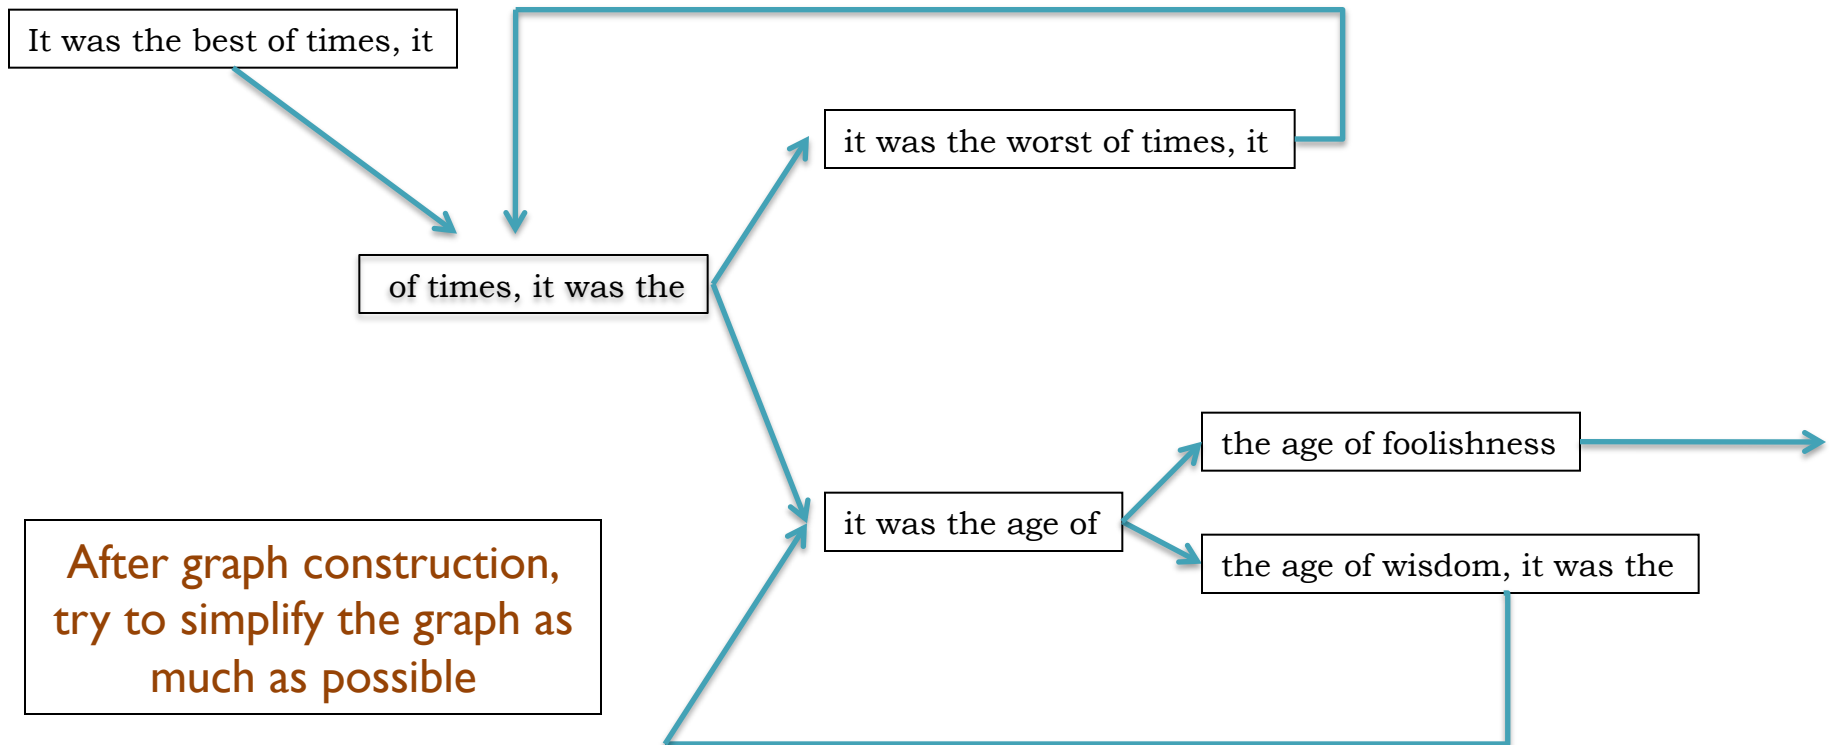 It was the best of times, it
it was the worst of times, it
of times, it was the
the age of foolishness
it was the age of
the age of wisdom, it was the
After graph construction,
try to simplify the graph as
much as possible